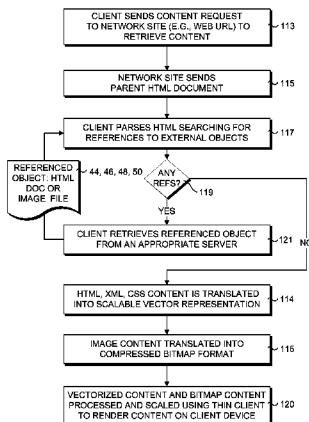 CLIENT SENDS CONTENT REQUEST
TO NETWORK SITE (E.G., WEB URL) TO
RETRIEVE CONTENT
113
NETWORK SITE SENDS
PARENT HTML DOCUMENT
115
CLIENT PARSES HTML SEARCHING FOR
REFERENCES TO EXTERNAL OBJECTS
117
REFERENCED
OBJECT: HTML
DOC OR
IMAGE FILE
44, 46, 48, 50
ANY
REFS?
119
YES
NO
CLIENT RETRIEVES REFERENCED OBJECT
FROM AN APPROPRIATE SERVER
121
HTML, XML, CSS CONTENT IS TRANSLATED
INTO SCALABLE VECTOR REPRESENTATION
114
IMAGE CONTENT TRANSLATED INTO
COMPRESSED BITMAP FORMAT
116
VECTORIZED CONTENT AND BITMAP CONTENT
PROCESSED AND SCALED USING THIN CLIENT
TO RENDER CONTENT ON CLIENT DEVICE
120